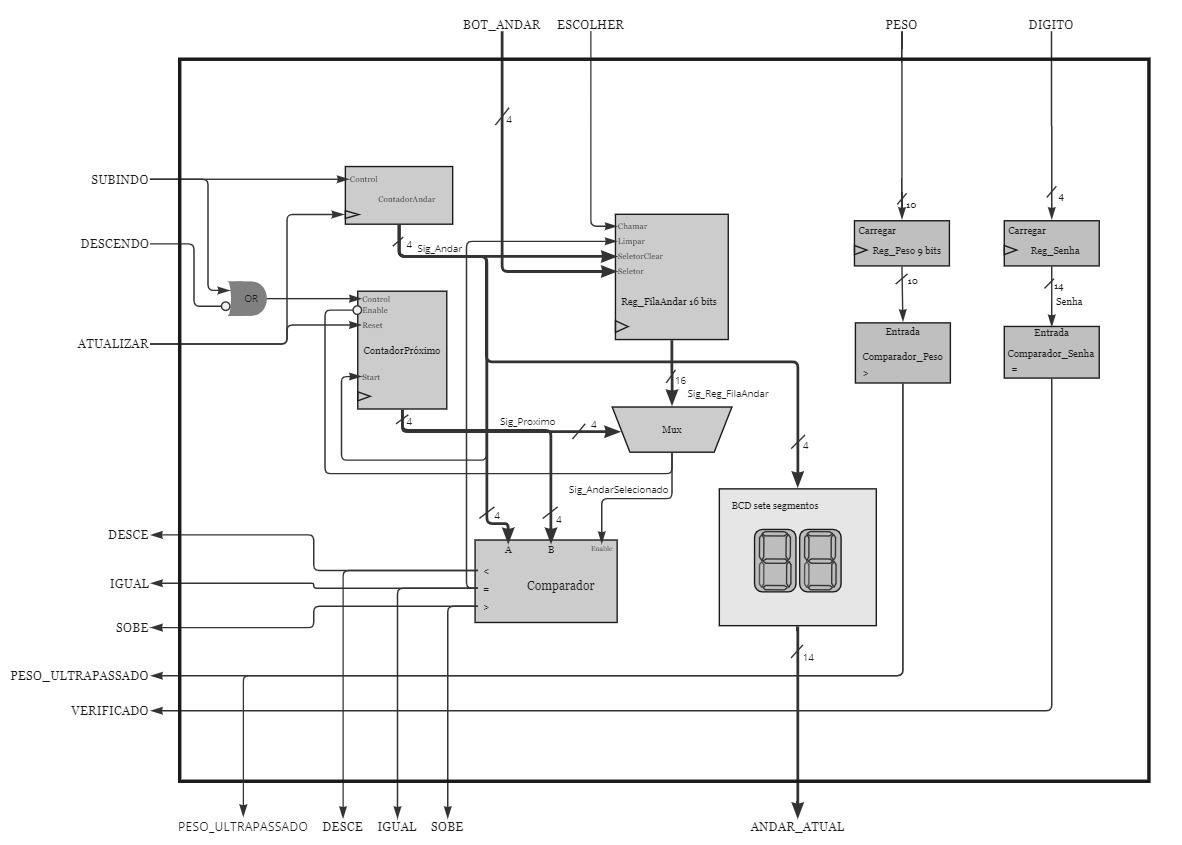 BOT_ANDAR ESCOLHER PESO DIGITO
4
SUBINDO
Control
ContadorAndar
10
4
4
Sig_Andar
Chamar
Limpar
SeletorClear
Seletor
Reg_FilaAndar 16 bits
Carregar
Reg_Peso 9 bits
Carregar
Reg_Senha
DESCENDO
OR
10
14
Senha
Control
Enable
Reset
ContadorPróximo
Start
ATUALIZAR
Entrada
Comparador_Peso
>
Entrada
Comparador_Senha
=
16
Sig_Reg_FilaAndar
4
Sig_Proximo
4
Mux
4
Sig_AndarSelecionado
BCD sete segmentos
4
4
DESCE
A
B
Enable
<
=
>
Comparador
IGUAL
SOBE
14
PESO_ULTRAPASSADO
VERIFICADO
PESO_ULTRAPASSADO DESCE IGUAL SOBE ANDAR_ATUAL